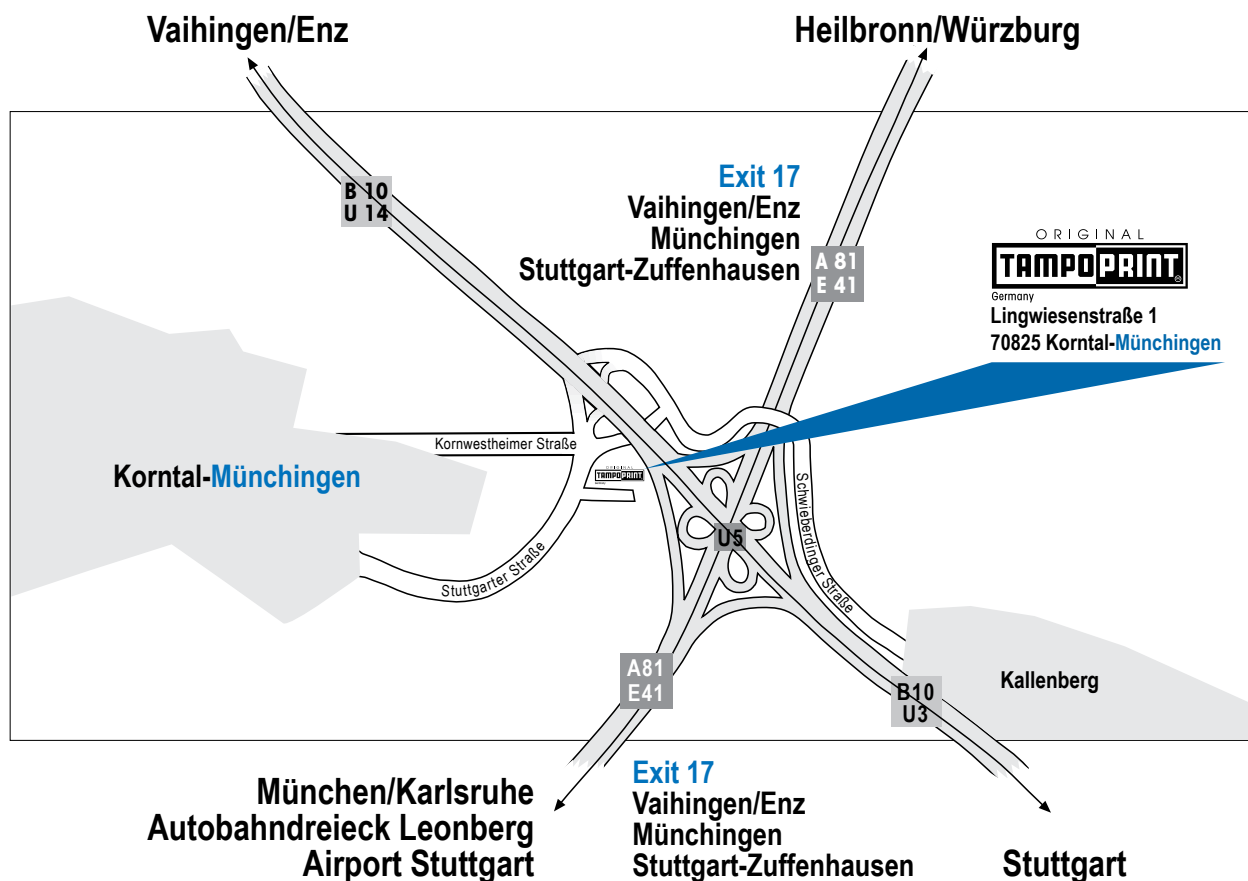 Vaihingen/Enz
Heilbronn/Würzburg
B 10
U 14
Exit 17
Vaihingen/Enz
Münchingen
Stuttgart-Zuffenhausen
A 81
E 41
ORIGINAL
TAMPOPRINT®
Germany
Lingwiesenstraße 1
70825 Korntal-Münchingen
Kornwestheimer Straße
Korntal-Münchingen
ORIGINAL
TAMPOPRINT
Schwieberdinger Straße
U5
Stuttgarter Straße
A81
E41
Kallenberg
B10
U3
München/Karlsruhe
Autobahndreieck Leonberg
Airport Stuttgart
Exit 17
Vaihingen/Enz
Münchingen
Stuttgart-Zuffenhausen
Stuttgart